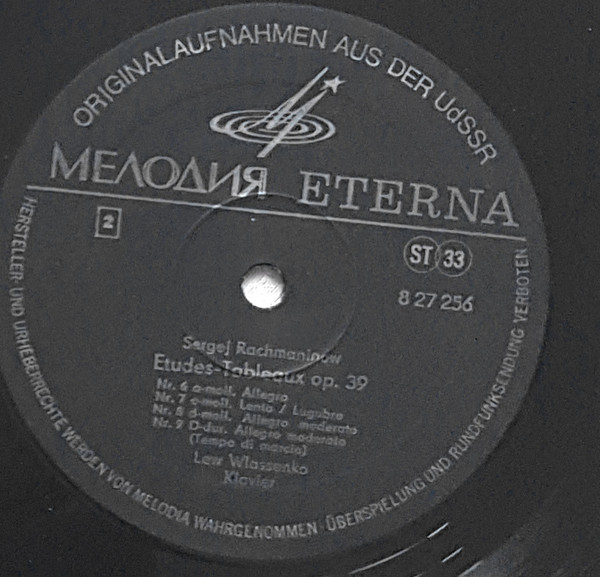 ORIGINALAUFNAHMEN AUS DER UdSSR
МЕЛОДИЯ ETERNA
2
ST 33
8 27 256
Sergej Rachmaninow
Etudes-Tableaux op. 39
Nr. 6 a-moll. Allegro
Nr. 7 c-moll. Lento / Lugubre
Nr. 8 d-moll. Allegro moderato
Nr. 9 D-dur. Allegro moderato
(Tempo di marcia)
Lew Wlassenko
Klavier
HERSTELLER- UND URHEBERRECHTE WERDEN VON MELODIA WAHRGENOMMEN · ÜBERSPIELUNG UND RUNDFUNKSENDUNG VERBOTEN